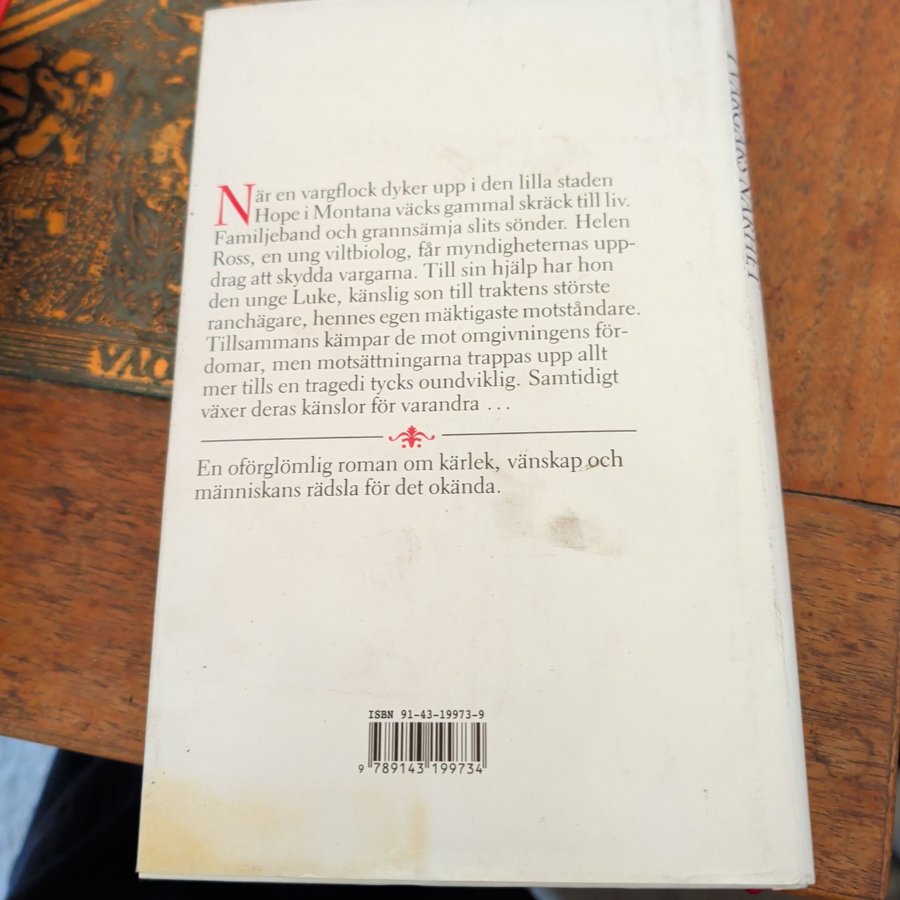 När en vargflock dyker upp i den lilla staden
Hope i Montana väcks gammal skräck till liv.
Familjeband och grannsämja slits sönder. Helen
Ross, en ung viltbiolog, får myndigheternas upp-
drag att skydda vargarna. Till sin hjälp har hon
den unge Luke, känslig son till traktens störste
ranchägare, hennes egen mäktigaste motståndare.
Tillsammans kämpar de mot omgivningens för-
domar, men motsättningarna trappas upp allt
mer tills en tragedi tycks oundviklig. Samtidigt
växer deras känslor för varandra ...
En oförglömlig roman om kärlek, vänskap och
människans rädsla för det okända.
ISBN 91-43-19973-9
9 789143 199734